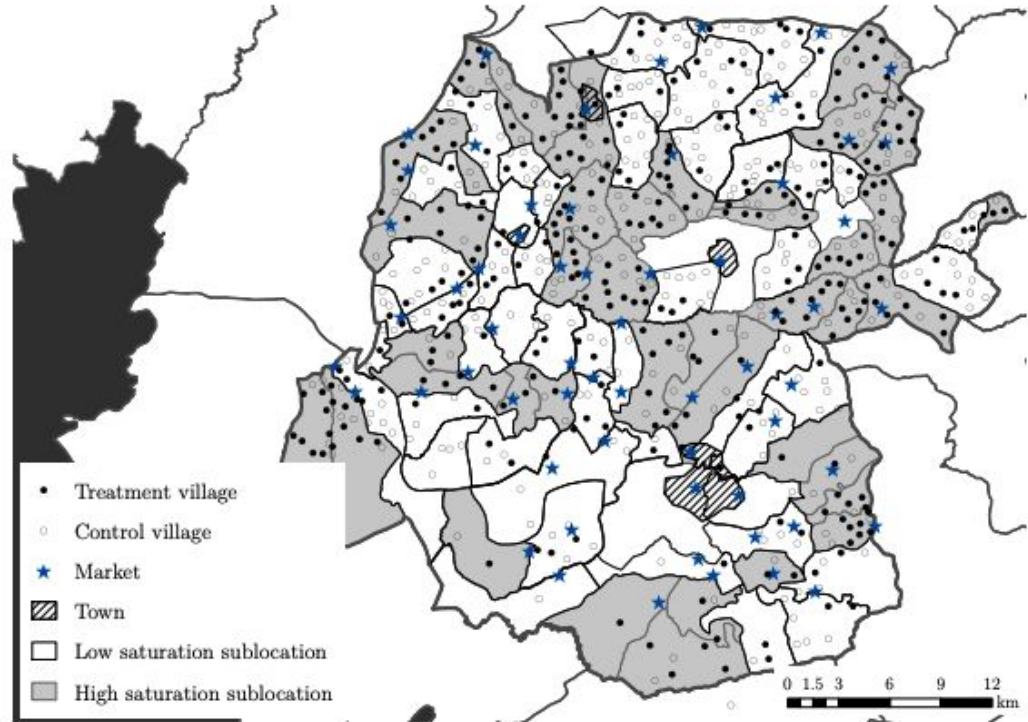 Treatment village
Control village
Market
Town
Low saturation sublocation
High saturation sublocation
0 1.5 3 6 9 12
km